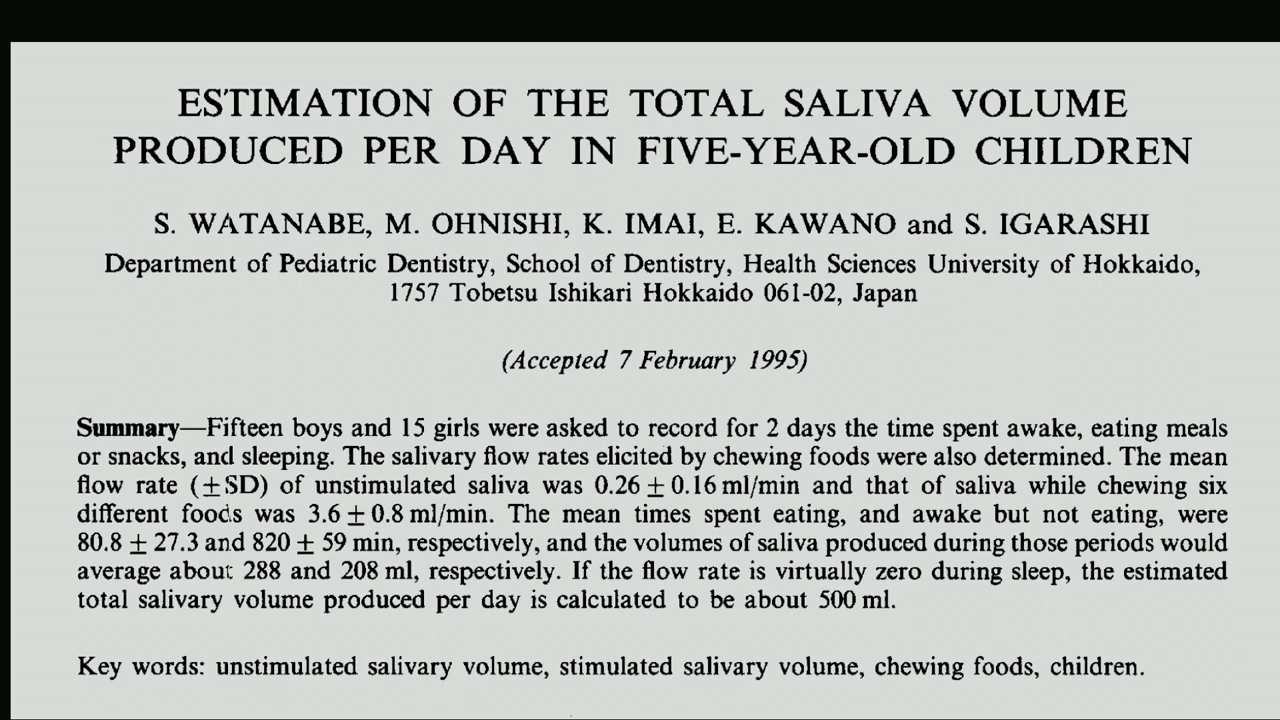 ESTIMATION OF THE TOTAL SALIVA VOLUME
PRODUCED PER DAY IN FIVE-YEAR-OLD CHILDREN
S. WATANABE, M. OHNISHI, K. IMAI, E. KAWANO and S. IGARASHI
Department of Pediatric Dentistry, School of Dentistry, Health Sciences University of Hokkaido,
1757 Tobetsu Ishikari Hokkaido 061-02, Japan
(Accepted 7 February 1995)
Summary—Fifteen boys and 15 girls were asked to record for 2 days the time spent awake, eating meals
or snacks, and sleeping. The salivary flow rates elicited by chewing foods were also determined. The mean
flow rate (±SD) of unstimulated saliva was 0.26 ± 0.16 ml/min and that of saliva while chewing six
different foods was 3.6 ± 0.8 ml/min. The mean times spent eating, and awake but not eating, were
80.8 ± 27.3 and 820 ± 59 min, respectively, and the volumes of saliva produced during those periods would
average about 288 and 208 ml, respectively. If the flow rate is virtually zero during sleep, the estimated
total salivary volume produced per day is calculated to be about 500 ml.
Key words: unstimulated salivary volume, stimulated salivary volume, chewing foods, children.